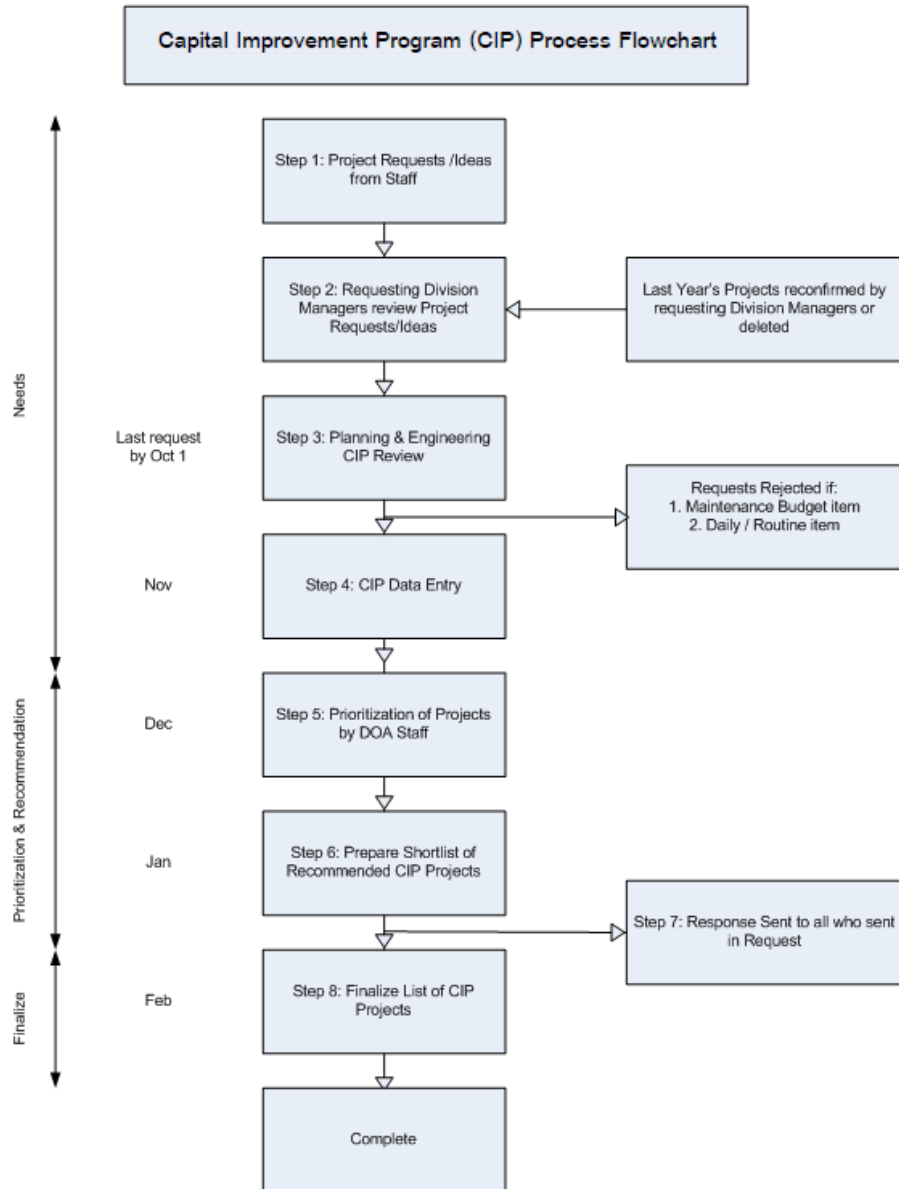 Capital Improvement Program (CIP) Process Flowchart
Step 1: Project Requests /Ideas
from Staff
Step 2: Requesting Division
Managers review Project
Requests/Ideas
Last Year's Projects reconfirmed by
requesting Division Managers or
deleted
Needs
Last request
by Oct 1
Step 3: Planning & Engineering
CIP Review
Requests Rejected if:
1. Maintenance Budget item
2. Daily / Routine item
Nov
Step 4: CIP Data Entry
Prioritization & Recommendation
Dec
Step 5: Prioritization of Projects
by DOA Staff
Jan
Step 6: Prepare Shortlist of
Recommended CIP Projects
Step 7: Response Sent to all who sent
in Request
Finalize
Feb
Step 8: Finalize List of CIP
Projects
Complete